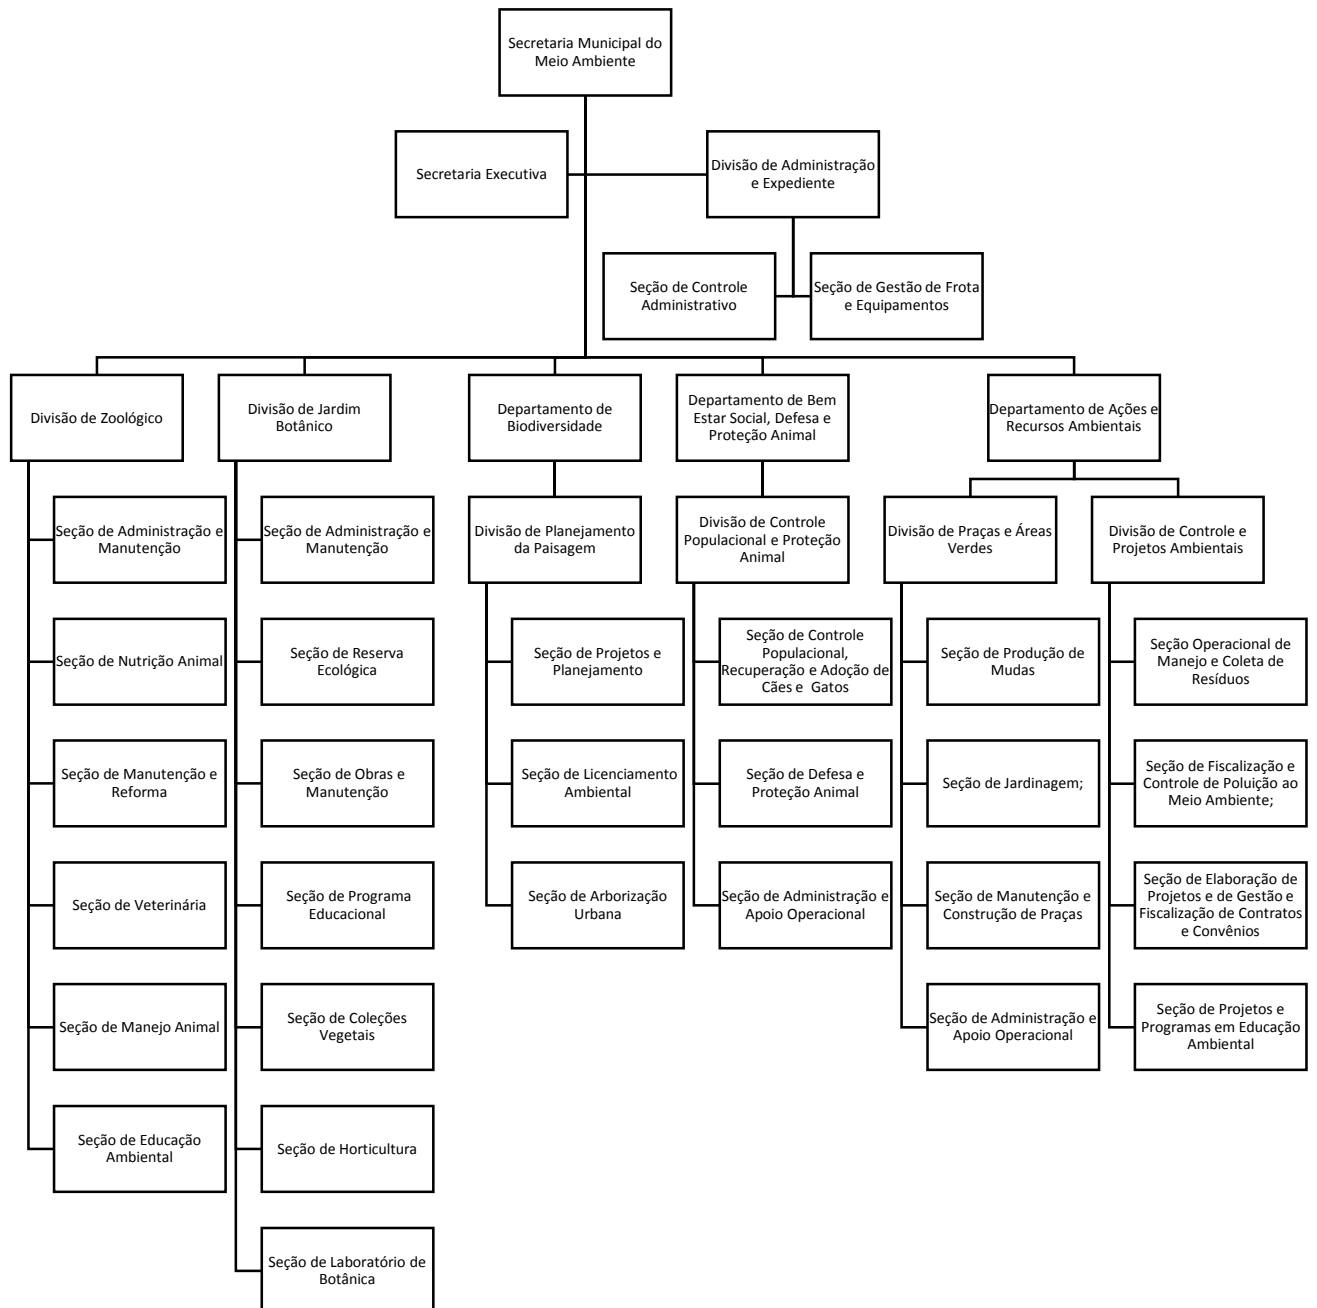 Secretaria Municipal do
Meio Ambiente
Secretaria Executiva
Divisão de Administração
e Expediente
Seção de Controle
Administrativo
Seção de Gestão de Frota
e Equipamentos
Divisão de Zoológico
Divisão de Jardim
Botânico
Departamento de
Biodiversidade
Departamento de Bem
Estar Social, Defesa e
Proteção Animal
Departamento de Ações e
Recursos Ambientais
Seção de Administração e
Manutenção
Seção de Administração e
Manutenção
Divisão de Planejamento
da Paisagem
Divisão de Controle
Populacional e Proteção
Animal
Divisão de Praças e Áreas
Verdes
Divisão de Controle e
Projetos Ambientais
Seção de Nutrição Animal
Seção de Reserva
Ecológica
Seção de Projetos e
Planejamento
Seção de Controle
Populacional,
Recuperação e Adoção de
Cães e  Gatos
Seção de Produção de
Mudas
Seção Operacional de
Manejo e Coleta de
Resíduos
Seção de Manutenção e
Reforma
Seção de Obras e
Manutenção
Seção de Licenciamento
Ambiental
Seção de Defesa e
Proteção Animal
Seção de Jardinagem;
Seção de Fiscalização e
Controle de Poluição ao
Meio Ambiente;
Seção de Veterinária
Seção de Programa
Educacional
Seção de Arborização
Urbana
Seção de Administração e
Apoio Operacional
Seção de Manutenção e
Construção de Praças
Seção de Elaboração de
Projetos e de Gestão e
Fiscalização de Contratos
e Convênios
Seção de Manejo Animal
Seção de Coleções
Vegetais
Seção de Administração e
Apoio Operacional
Seção de Projetos e
Programas em Educação
Ambiental
Seção de Educação
Ambiental
Seção de Horticultura
Seção de Laboratório de
Botânica